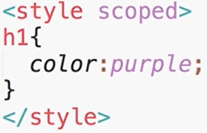 <style scoped>
h1{
  color:purple;
}
</style>